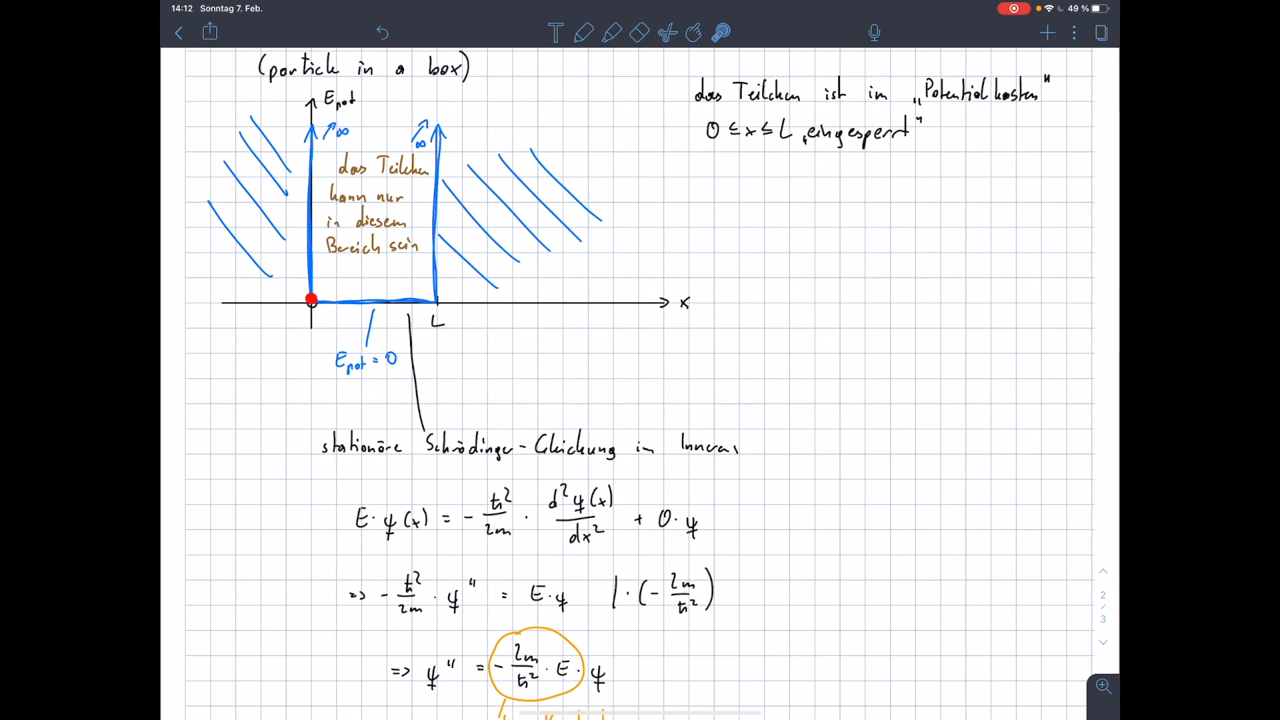 14:12 Sonntag 7. Feb.
49 %
(particle in a box)
E_pot
∞
∞
das Teilchen
kann nur
in diesem
Bereich sein
x
L
E_pot = 0
das Teilchen ist im „Potentialkasten"
0 ≤ x ≤ L „eingesperrt"
stationäre Schrödinger-Gleichung im Inneren
E·ψ(x) = - ħ²/2m · d²ψ(x)/dx² + 0·ψ
=> - ħ²/2m · ψ" = E·ψ | · (- 2m/ħ²)
=> ψ" = - 2m/ħ² · E · ψ
2
/
3